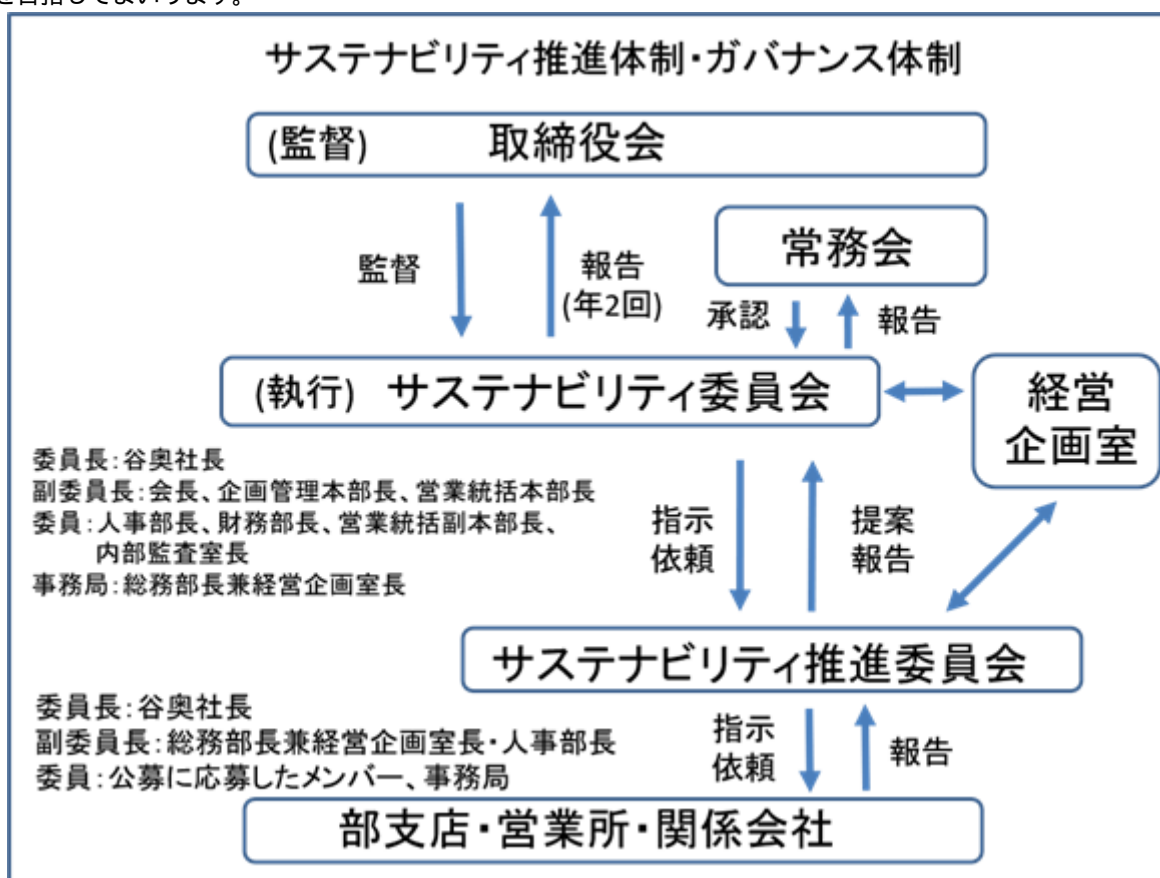 を目指してまいります。
サステナビリティ推進体制・ガバナンス体制
(監督) 取締役会
常務会
監督
報告
(年2回)
承認
報告
(執行) サステナビリティ委員会
経営
企画室
委員長:谷奥社長
副委員長:会長、企画管理本部長、営業統括本部長
委員:人事部長、財務部長、営業統括副本部長、
内部監査室長
事務局:総務部長兼経営企画室長
指示
依頼
提案
報告
サステナビリティ推進委員会
委員長:谷奥社長
副委員長:総務部長兼経営企画室長・人事部長
委員:公募に応募したメンバー、事務局
指示
依頼
報告
部支店・営業所・関係会社